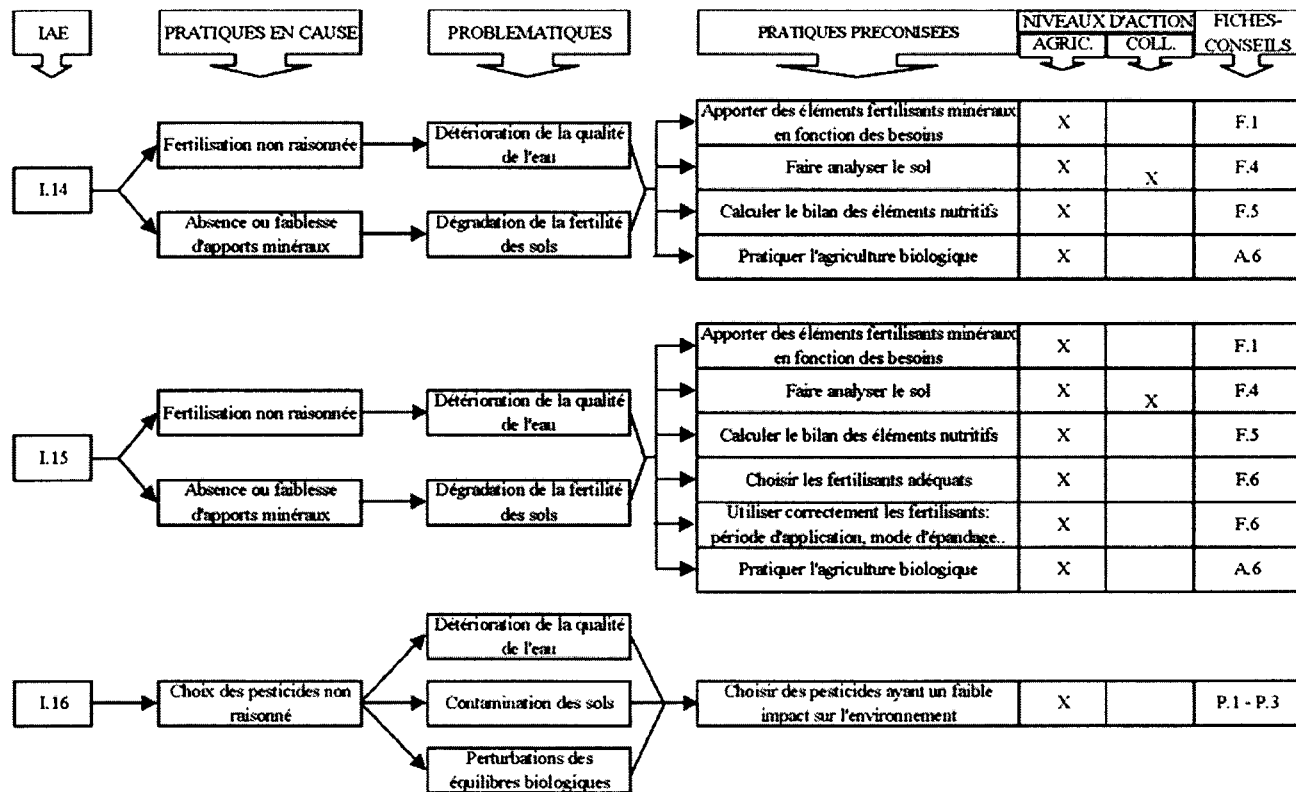 IAE
PRATIQUES EN CAUSE
PROBLEMATIQUES
PRATIQUES PRECONISEES
NIVEAUX D'ACTION
AGRIC.
COLL.
FICHES-
CONSEILS
I.14
Fertilisation non raisonnée
Absence ou faiblesse
d'apports minéraux
Détérioration de la qualité
de l'eau
Dégradation de la fertilité
des sols
Apporter des éléments fertilisants minéraux
en fonction des besoins
X
F.1
Faire analyser le sol
X
X
F.4
Calculer le bilan des éléments nutritifs
X
F.5
Pratiquer l'agriculture biologique
X
A.6
I.15
Fertilisation non raisonnée
Absence ou faiblesse
d'apports minéraux
Détérioration de la qualité
de l'eau
Dégradation de la fertilité
des sols
Apporter des éléments fertilisants minéraux
en fonction des besoins
X
F.1
Faire analyser le sol
X
X
F.4
Calculer le bilan des éléments nutritifs
X
F.5
Choisir les fertilisants adéquats
X
F.6
Utiliser correctement les fertilisants:
période d'application, mode d'épandage..
X
F.6
Pratiquer l'agriculture biologique
X
A.6
I.16
Choix des pesticides non
raisonné
Détérioration de la qualité
de l'eau
Contamination des sols
Perturbations des
équilibres biologiques
Choisir des pesticides ayant un faible
impact sur l'environnement
X
P.1 - P.3